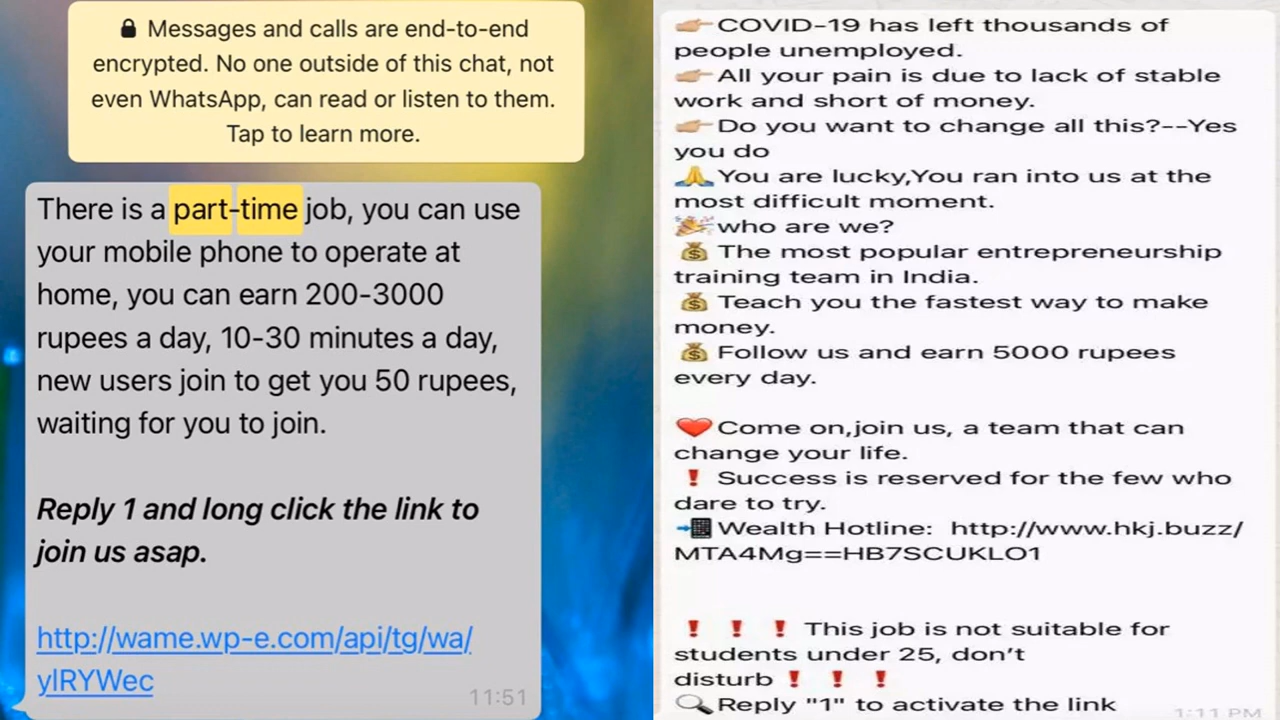 🔒 Messages and calls are end-to-end
encrypted. No one outside of this chat, not
even WhatsApp, can read or listen to them.
Tap to learn more.
There is a part-time job, you can use
your mobile phone to operate at
home, you can earn 200-3000
rupees a day, 10-30 minutes a day,
new users join to get you 50 rupees,
waiting for you to join.
Reply 1 and long click the link to
join us asap.
http://wame.wp-e.com/api/tg/wa/
ylRYWec
11:51
👉🏼COVID-19 has left thousands of
people unemployed.
👉🏼All your pain is due to lack of stable
work and short of money.
👉🏼Do you want to change all this?--Yes
you do
🙏You are lucky,You ran into us at the
most difficult moment.
🎉who are we?
💰The most popular entrepreneurship
training team in India.
💰Teach you the fastest way to make
money.
💰Follow us and earn 5000 rupees
every day.
❤️Come on,join us, a team that can
change your life.
❗Success is reserved for the few who
dare to try.
📲Wealth Hotline: http://www.hkj.buzz/
MTA4Mg==HB7SCUKLO1
❗❗❗This job is not suitable for
students under 25, don’t
disturb❗❗❗
🔍Reply "1" to activate the link
1:11 PM